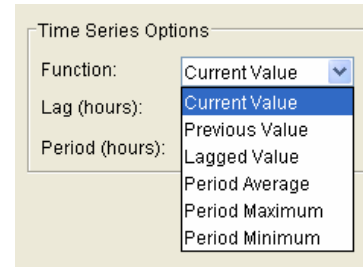 Time Series Options
Function: Current Value
Current Value
Lag (hours):
Previous Value
Lagged Value
Period (hours):
Period Average
Period Maximum
Period Minimum